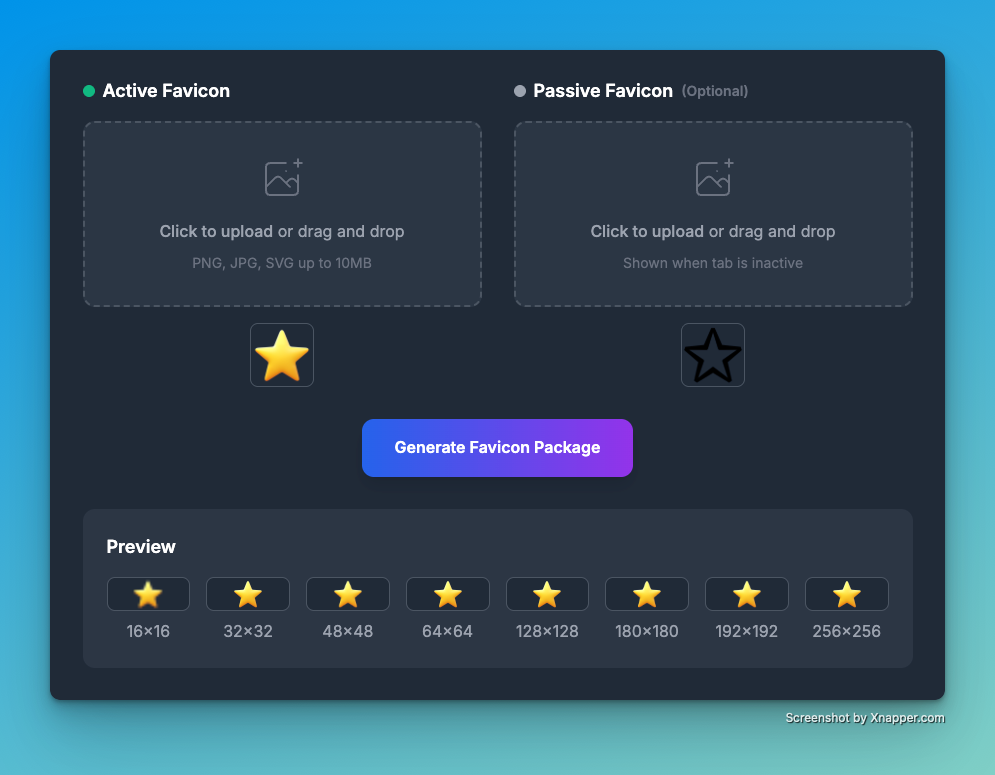 Active Favicon
Passive Favicon (Optional)
Click to upload or drag and drop
PNG, JPG, SVG up to 10MB
Click to upload or drag and drop
Shown when tab is inactive
Generate Favicon Package
Preview
16×16
32×32
48×48
64×64
128×128
180×180
192×192
256×256
Screenshot by Xnapper.com